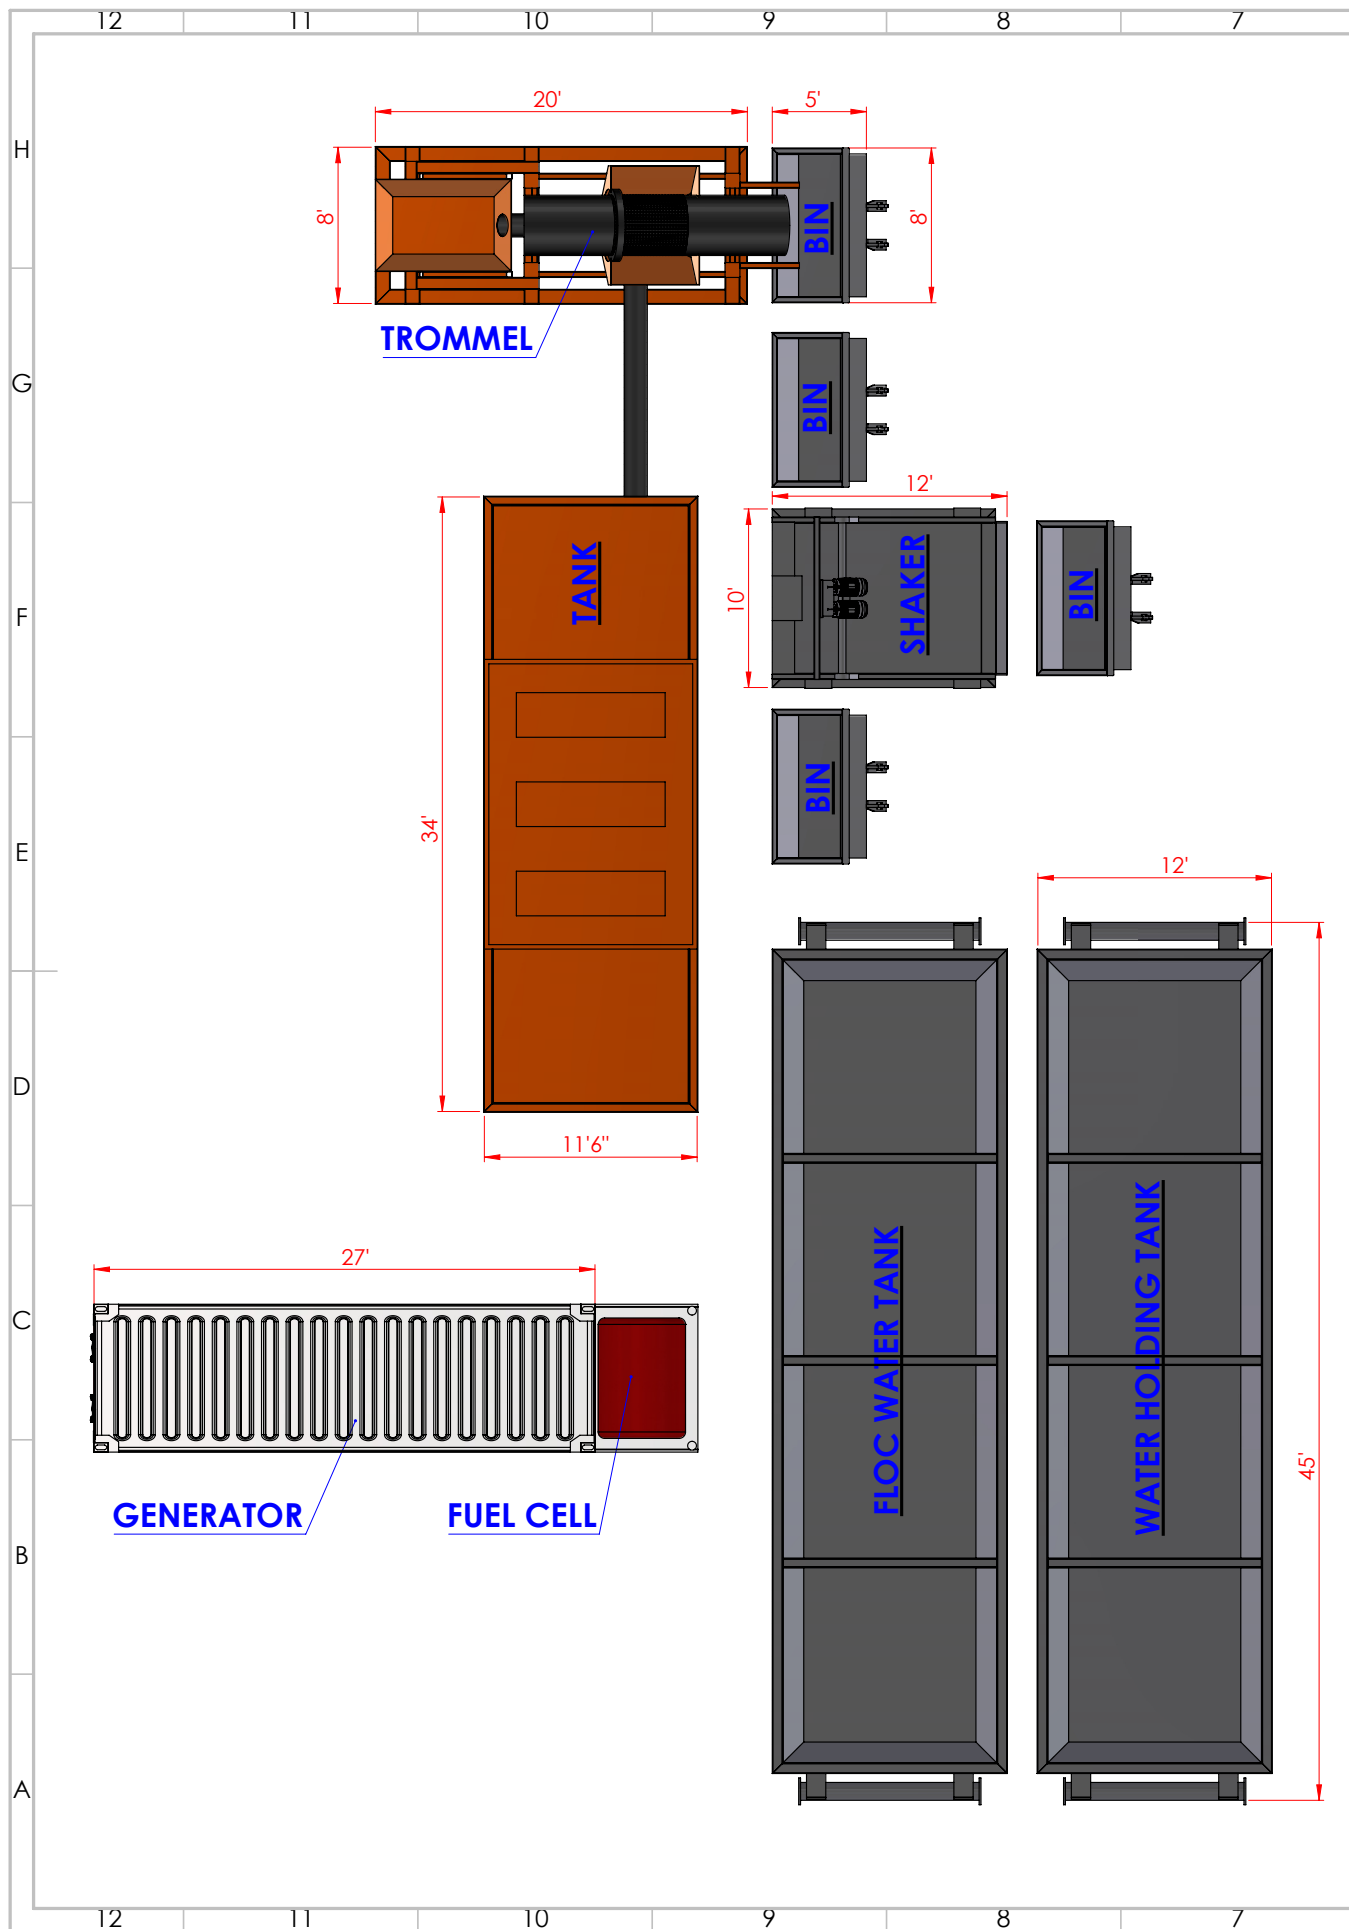 12 11 10 9 8 7
20' 5'
H
8' 8'
BIN
TROMMEL
G
BIN
12'
TANK
SHAKER
10'
BIN
F
BIN
34'
E
12'
D
11'6"
27'
C
FLOC WATER TANK
WATER HOLDING TANK
45'
GENERATOR FUEL CELL
B
A
12 11 10 9 8 7